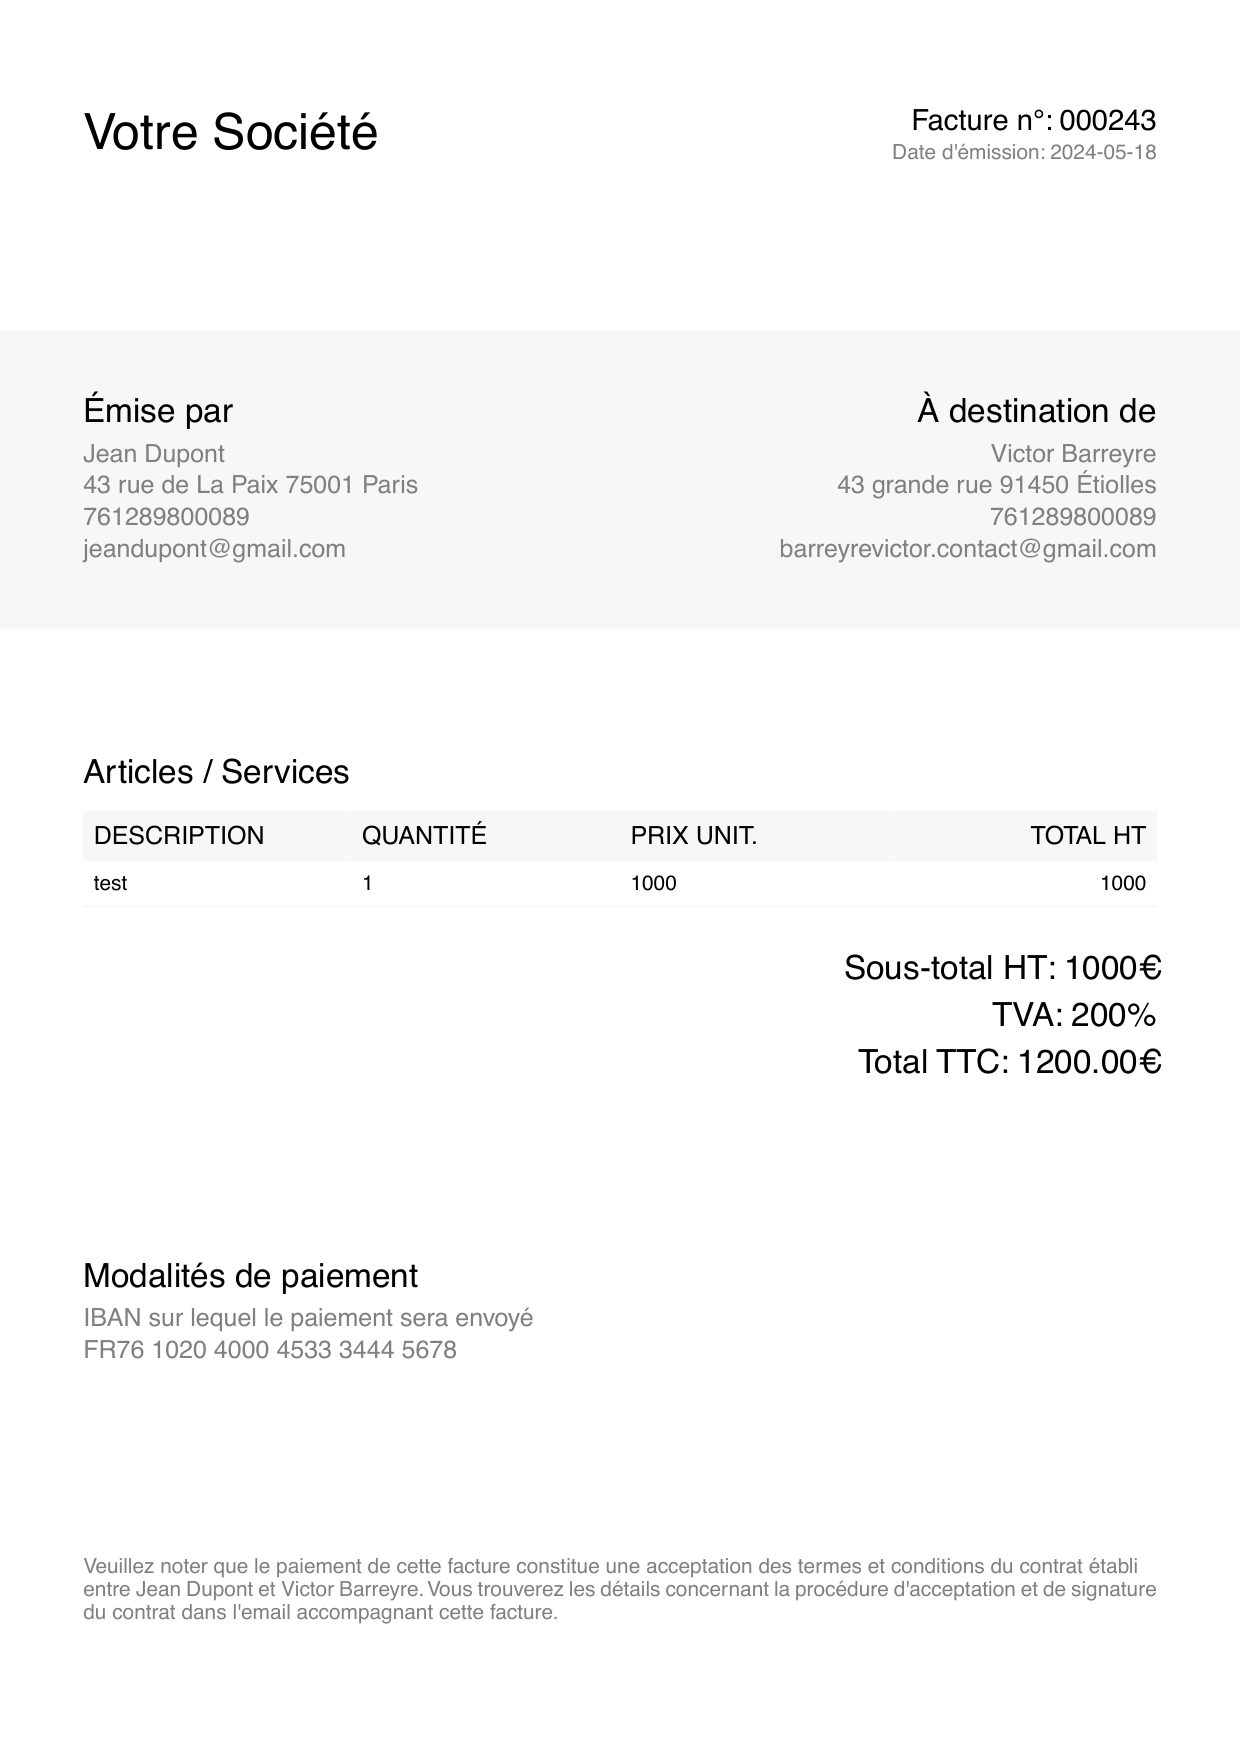 Votre Société
Facture n°: 000243
Date d'émission: 2024-05-18
Émise par
Jean Dupont
43 rue de La Paix 75001 Paris
761289800089
jeandupont@gmail.com
À destination de
Victor Barreyre
43 grande rue 91450 Étiolles
761289800089
barreyrevictor.contact@gmail.com
Articles / Services
DESCRIPTION QUANTITÉ PRIX UNIT. TOTAL HT
test 1 1000 1000
Sous-total HT: 1000€
TVA: 200%
Total TTC: 1200.00€
Modalités de paiement
IBAN sur lequel le paiement sera envoyé
FR76 1020 4000 4533 3444 5678
Veuillez noter que le paiement de cette facture constitue une acceptation des termes et conditions du contrat établi
entre Jean Dupont et Victor Barreyre. Vous trouverez les détails concernant la procédure d'acceptation et de signature
du contrat dans l'email accompagnant cette facture.